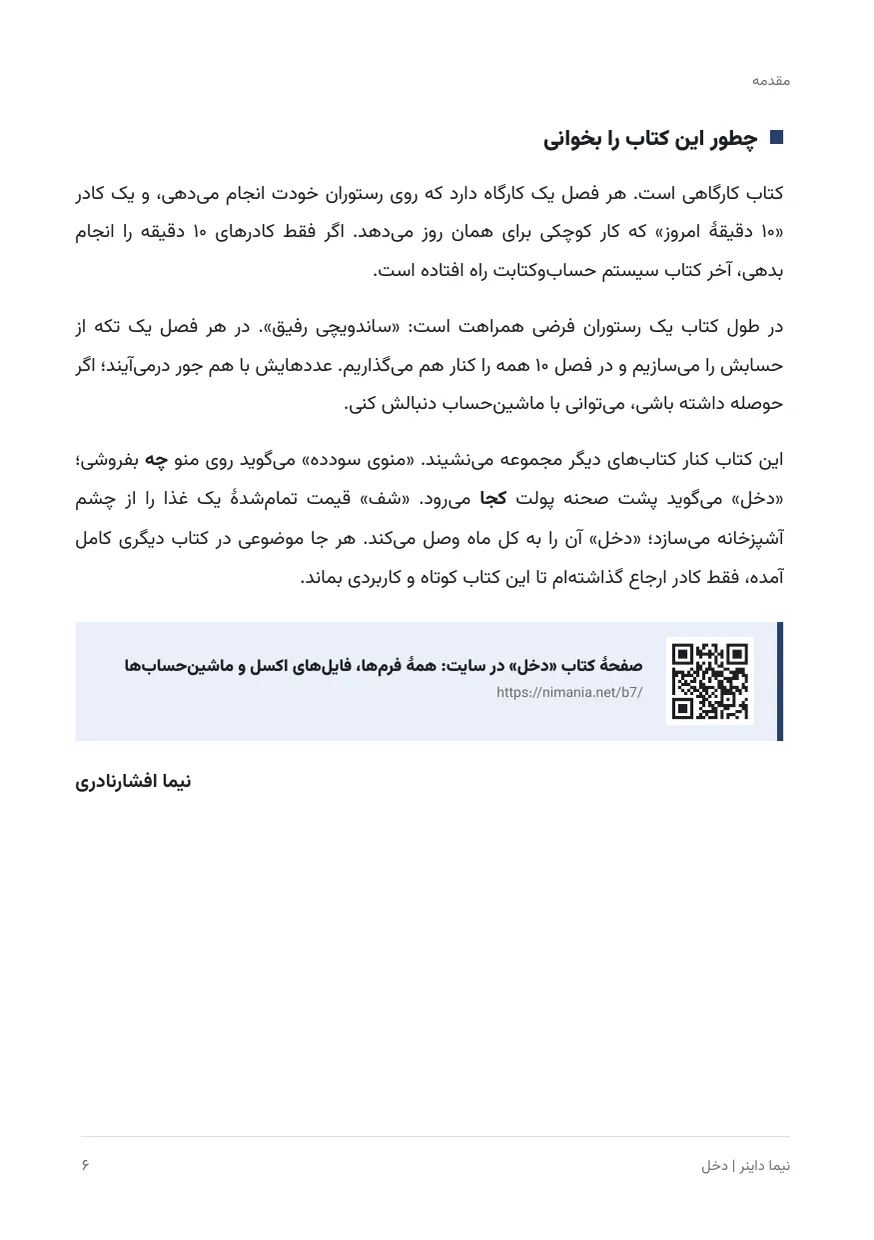 مقدمه
چطور این کتاب را بخوانی
کتاب کارگاهی است. هر فصل یک کارگاه دارد که روی رستوران خودت انجام می‌دهی، و یک کادر
«۱۰ دقیقهٔ امروز» که کار کوچکی برای همان روز می‌دهد. اگر فقط کادرهای ۱۰ دقیقه را انجام
بدهی، آخر کتاب سیستم حساب‌وکتابت راه افتاده است.
در طول کتاب یک رستوران فرضی همراهت است: «ساندویچی رفیق». در هر فصل یک تکه از
حسابش را می‌سازیم و در فصل ۱۰ همه را کنار هم می‌گذاریم. عددهایش با هم جور درمی‌آیند؛ اگر
حوصله داشته باشی، می‌توانی با ماشین‌حساب دنبالش کنی.
این کتاب کنار کتاب‌های دیگر مجموعه می‌نشیند. «منوی سودده» می‌گوید روی منو چه بفروشی؛
«دخل» می‌گوید پشت صحنه پولت کجا می‌رود. «شف» قیمت تمام‌شدهٔ یک غذا را از چشم
آشپزخانه می‌سازد؛ «دخل» آن را به کل ماه وصل می‌کند. هر جا موضوعی در کتاب دیگری کامل
آمده، فقط کادر ارجاع گذاشته‌ام تا این کتاب کوتاه و کاربردی بماند.
صفحهٔ کتاب «دخل» در سایت: همهٔ فرم‌ها، فایل‌های اکسل و ماشین‌حساب‌ها
https://nimania.net/b7/
نیما افشارنادری
نیما داینر | دخل
۶